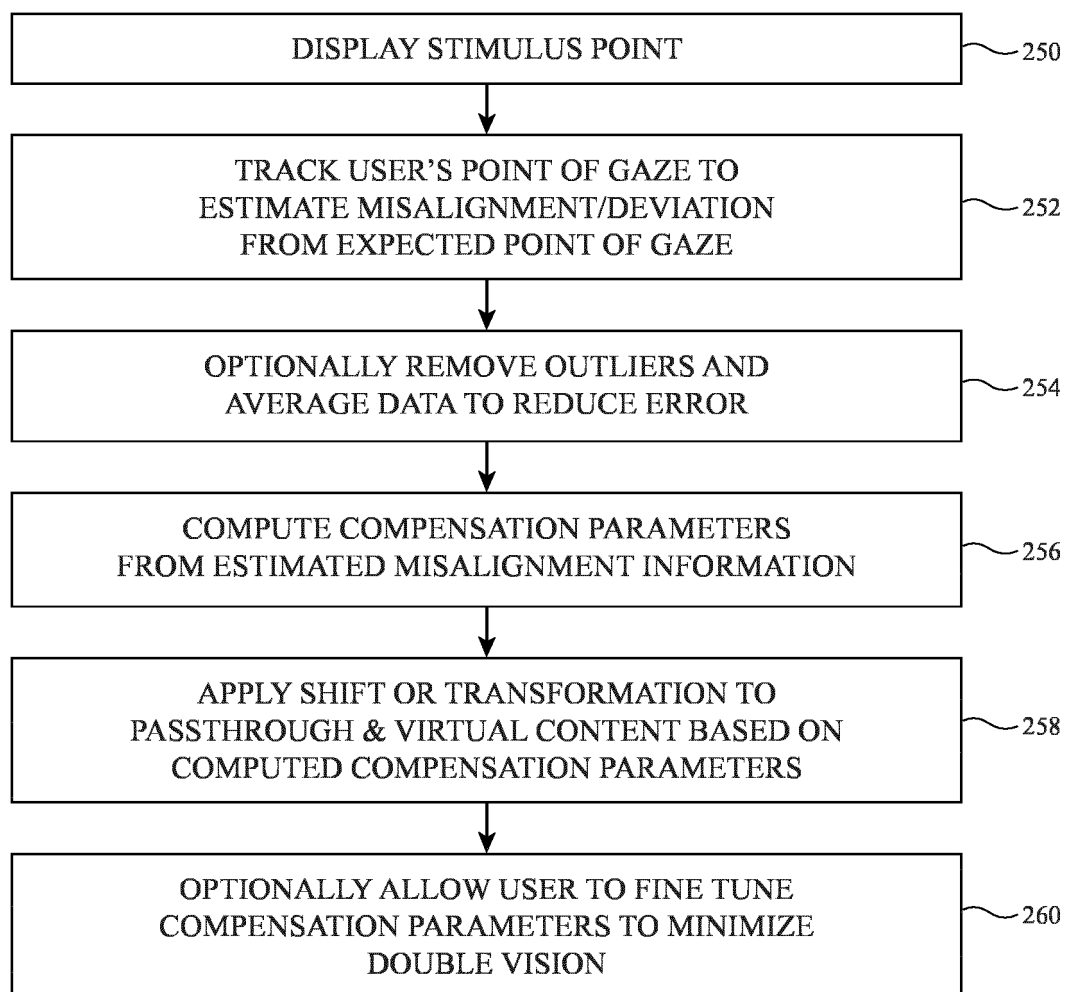 DISPLAY STIMULUS POINT
250
TRACK USER'S POINT OF GAZE TO
ESTIMATE MISALIGNMENT/DEVIATION
FROM EXPECTED POINT OF GAZE
252
OPTIONALLY REMOVE OUTLIERS AND
AVERAGE DATA TO REDUCE ERROR
254
COMPUTE COMPENSATION PARAMETERS
FROM ESTIMATED MISALIGNMENT INFORMATION
256
APPLY SHIFT OR TRANSFORMATION TO
PASSTHROUGH & VIRTUAL CONTENT BASED ON
COMPUTED COMPENSATION PARAMETERS
258
OPTIONALLY ALLOW USER TO FINE TUNE
COMPENSATION PARAMETERS TO MINIMIZE
DOUBLE VISION
260